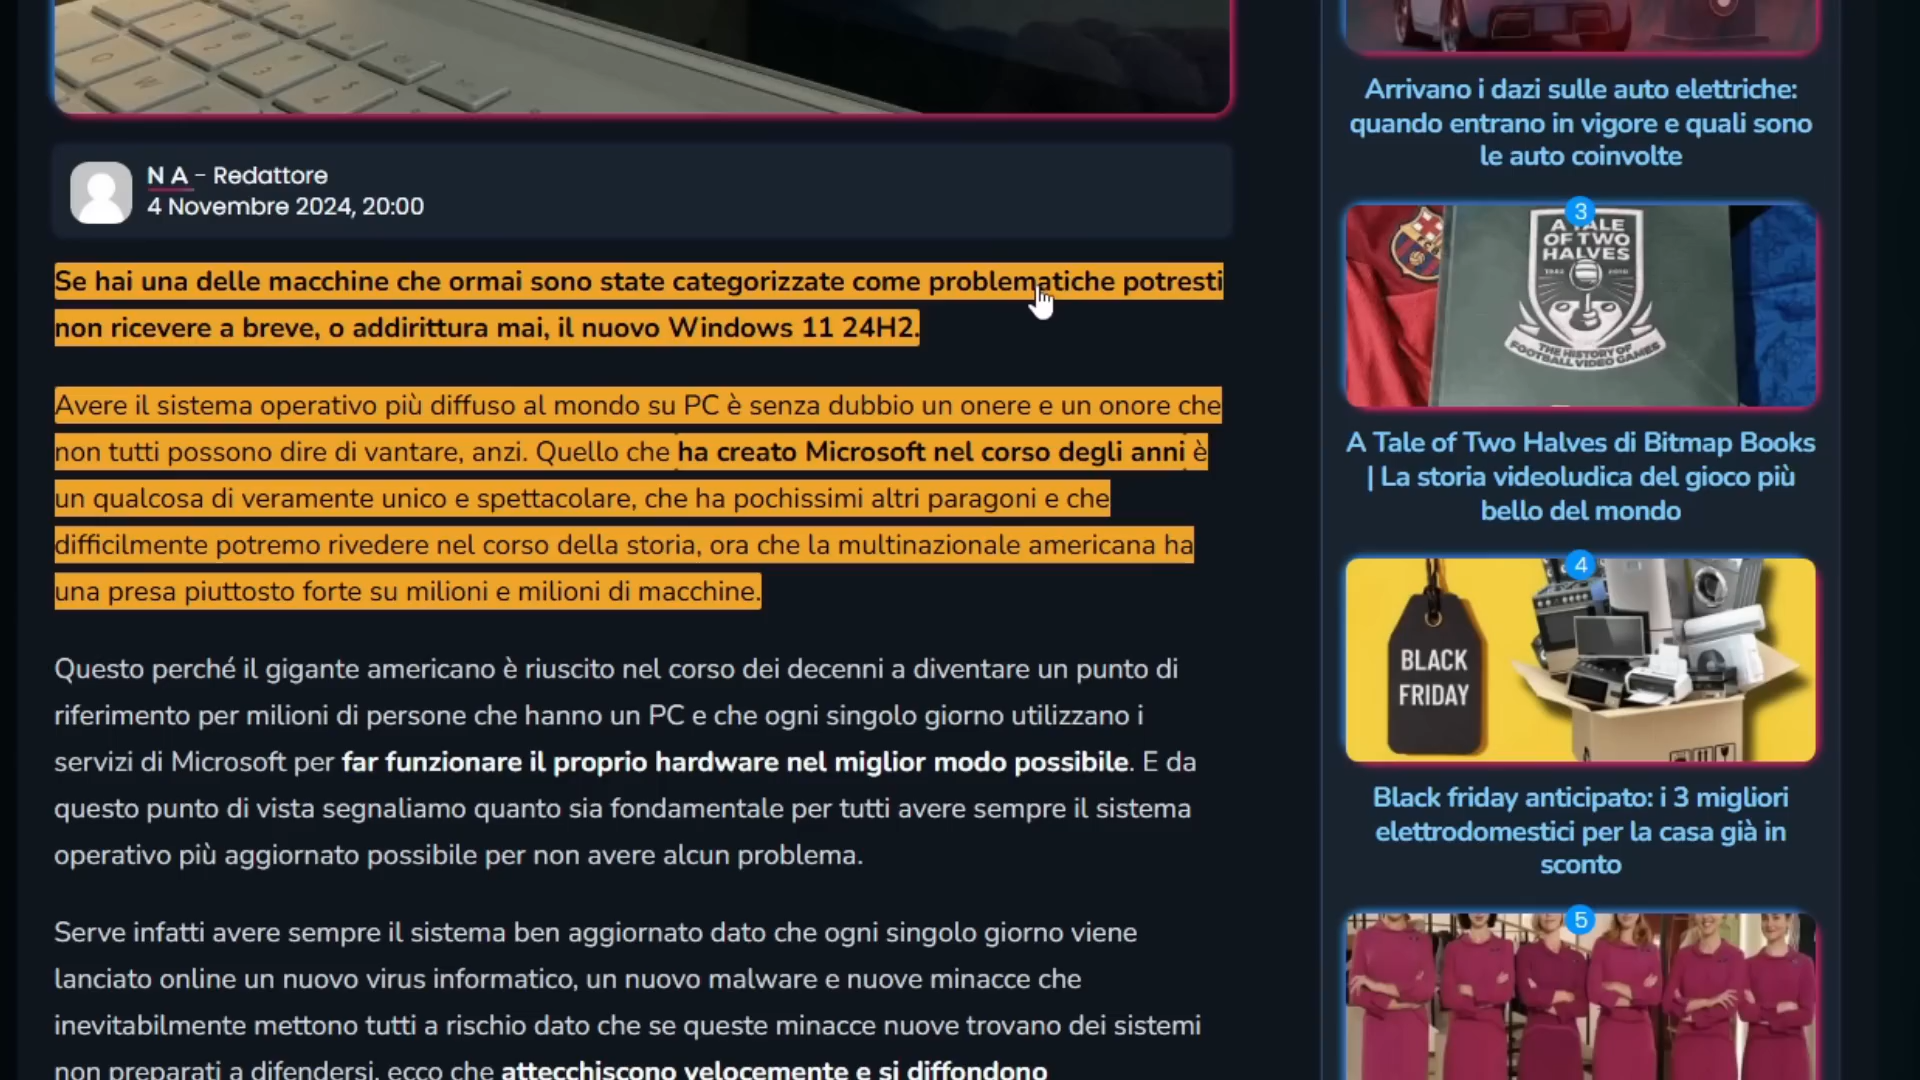 N A - Redattore
4 Novembre 2024, 20:00
Se hai una delle macchine che ormai sono state categorizzate come problematiche potresti
non ricevere a breve, o addirittura mai, il nuovo Windows 11 24H2.
Avere il sistema operativo più diffuso al mondo su PC è senza dubbio un onere e un onore che
non tutti possono dire di vantare, anzi. Quello che ha creato Microsoft nel corso degli anni è
un qualcosa di veramente unico e spettacolare, che ha pochissimi altri paragoni e che
difficilmente potremo rivedere nel corso della storia, ora che la multinazionale americana ha
una presa piuttosto forte su milioni e milioni di macchine.
Questo perché il gigante americano è riuscito nel corso dei decenni a diventare un punto di
riferimento per milioni di persone che hanno un PC e che ogni singolo giorno utilizzano i
servizi di Microsoft per far funzionare il proprio hardware nel miglior modo possibile. E da
questo punto di vista segnaliamo quanto sia fondamentale per tutti avere sempre il sistema
operativo più aggiornato possibile per non avere alcun problema.
Serve infatti avere sempre il sistema ben aggiornato dato che ogni singolo giorno viene
lanciato online un nuovo virus informatico, un nuovo malware e nuove minacce che
inevitabilmente mettono tutti a rischio dato che se queste minacce nuove trovano dei sistemi
non preparati a difendersi, ecco che attecchiscono velocemente e si diffondono
Arrivano i dazi sulle auto elettriche:
quando entrano in vigore e quali sono
le auto coinvolte
3
A TALE
OF TWO
HALVES
THE HISTORY OF
FOOTBALL VIDEO GAMES
A Tale of Two Halves di Bitmap Books
| La storia videoludica del gioco più
bello del mondo
4
BLACK
FRIDAY
Black friday anticipato: i 3 migliori
elettrodomestici per la casa già in
sconto
5